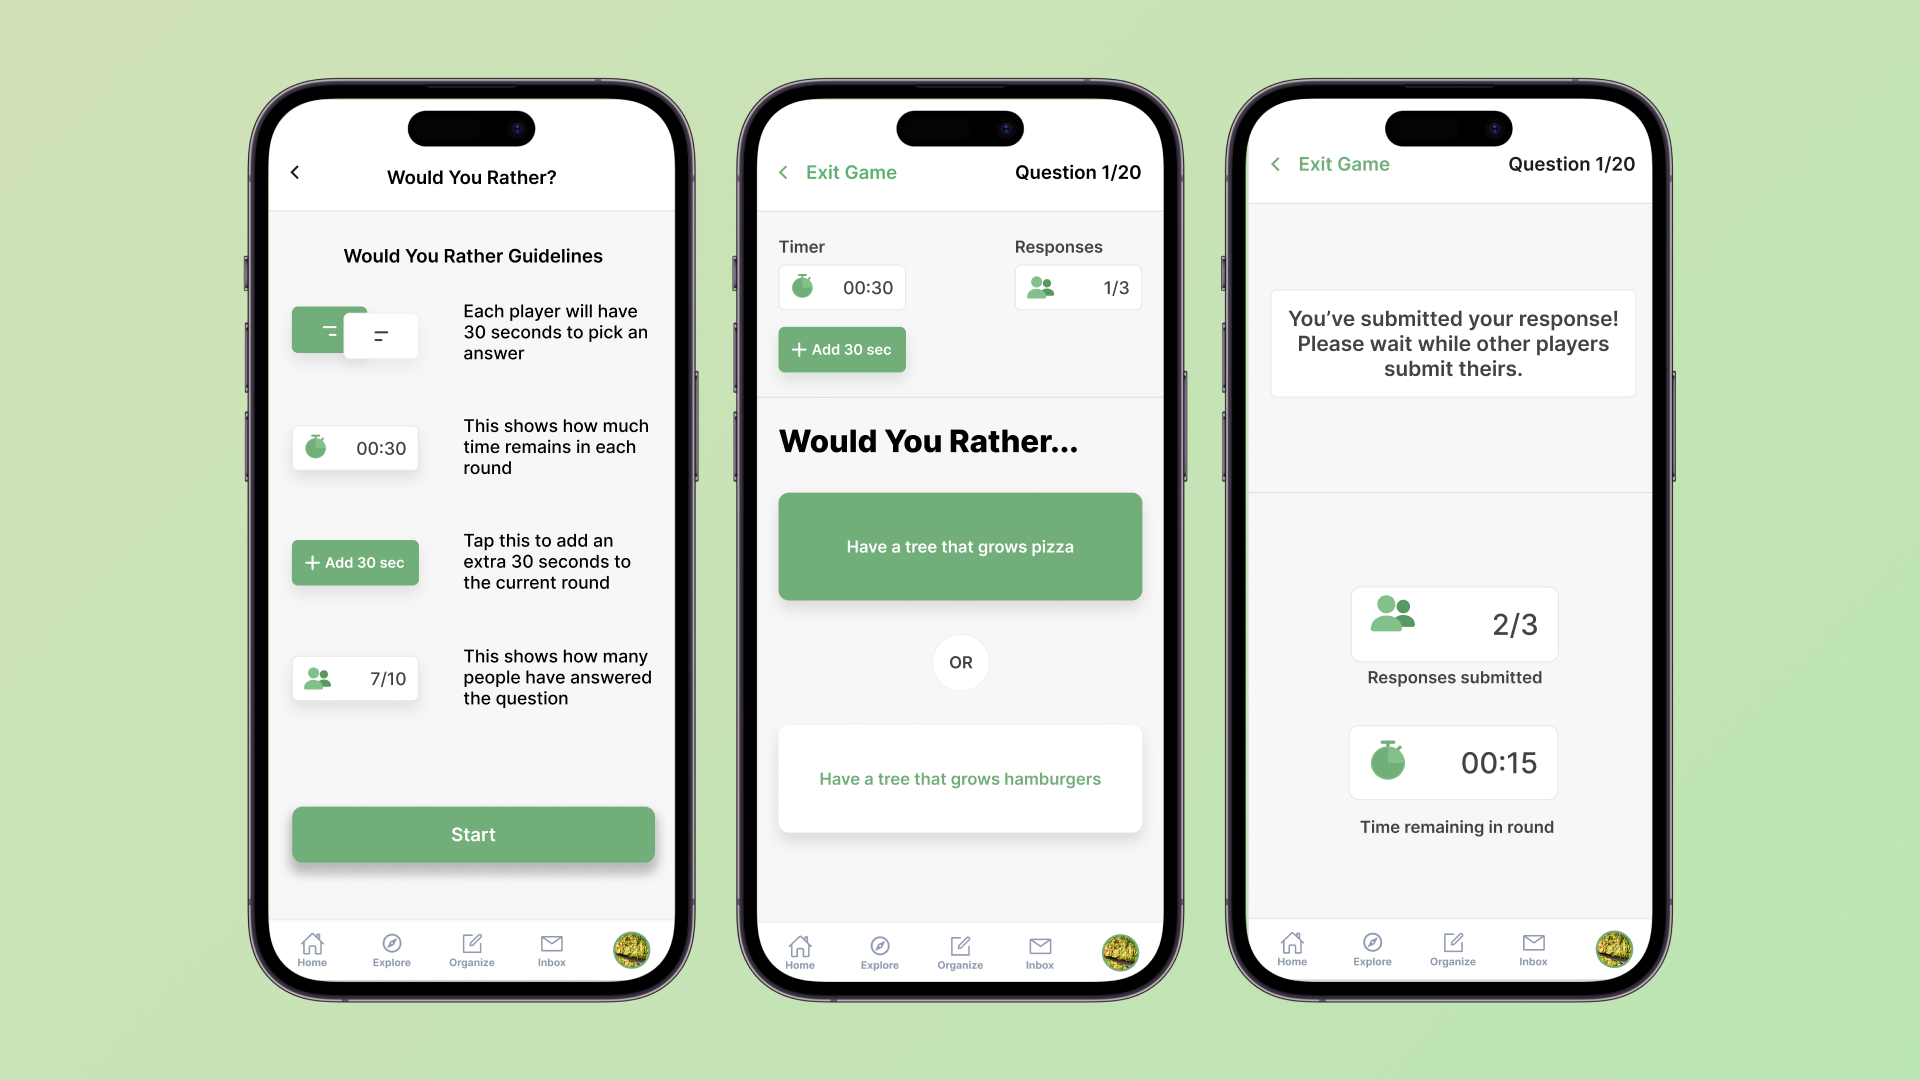 Would You Rather?
Would You Rather Guidelines
Each player will have
30 seconds to pick an
answer
00:30
This shows how much
time remains in each
round
+ Add 30 sec
Tap this to add an
extra 30 seconds to
the current round
7/10
This shows how many
people have answered
the question
Start
Home
Explore
Organize
Inbox
Exit Game
Question 1/20
Timer
Responses
00:30
1/3
+ Add 30 sec
Would You Rather...
Have a tree that grows pizza
OR
Have a tree that grows hamburgers
Home
Explore
Organize
Inbox
Exit Game
Question 1/20
You’ve submitted your response!
Please wait while other players
submit theirs.
2/3
Responses submitted
00:15
Time remaining in round
Home
Explore
Organize
Inbox